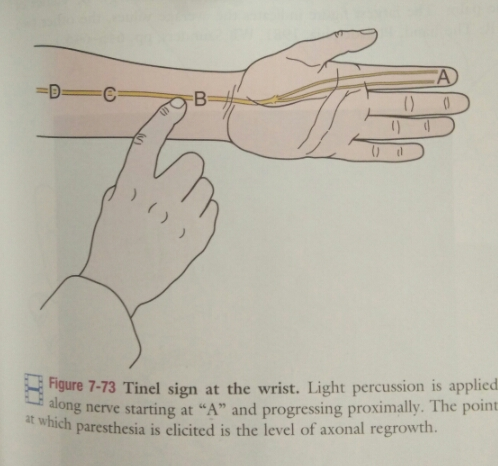 D C B A
Figure 7-73 Tinel sign at the wrist. Light percussion is applied
along nerve starting at “A” and progressing proximally. The point
at which paresthesia is elicited is the level of axonal regrowth.